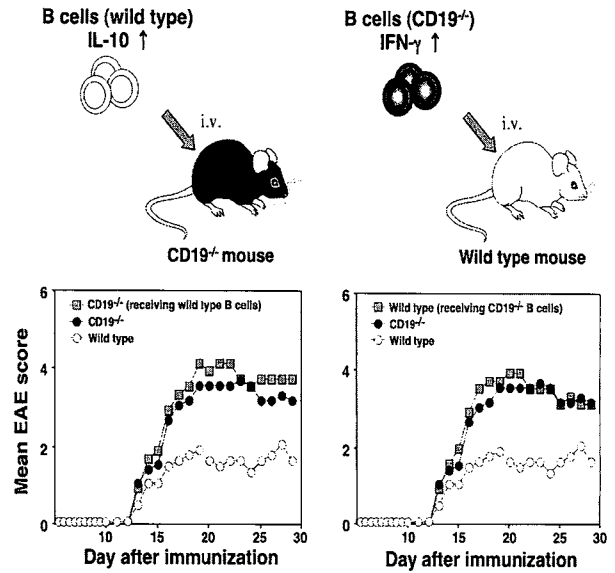 B cells (wild type)
IL-10 ↑
i.v.
CD19-/- mouse
B cells (CD19-/-)
IFN-γ ↑
i.v.
Wild type mouse
6
4
2
0
Mean EAE score
CD19-/- (receiving wild type B cells)
CD19-/-
Wild type
10 15 20 25 30
Day after immunization
6
4
2
0
Wild type (receiving CD19-/- B cells)
CD19-/-
Wild type
10 15 20 25 30
Day after immunization